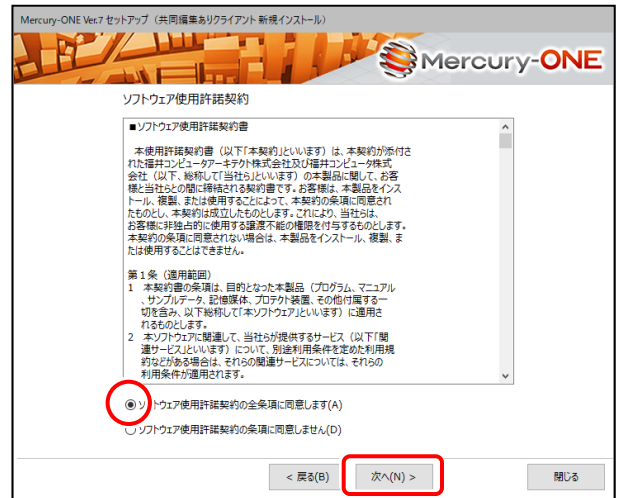 Mercury-ONE Ver.7 セットアップ（共同編集ありクライアント 新規インストール）
Mercury-ONE
ソフトウェア使用許諾契約
■ソフトウェア使用許諾契約書
本使用許諾契約書（以下「本契約」といいます）は、本契約が添付さ
れた福井コンピュータアーキテクト株式会社及び福井コンピュータ株式
会社（以下、総称して「当社ら」といいます）の本製品に関して、お客
様と当社らとの間に締結される契約書です。お客様は、本製品をインス
トール、複製、または使用することによって、本契約の条項に同意され
たものとし、本契約は成立したものとします。これにより、当社らは、
お客様に非独占的に使用する譲渡不能の権限を付与するものとします。
本契約の条項に同意されない場合は、本製品をインストール、複製、ま
たは使用することはできません。
第１条（適用範囲）
1 本契約書の条項は、目的となった本製品（プログラム、マニュアル
、サンプルデータ、記憶媒体、プロテクト装置、その他付属する一
切を含み、以下総称して「本ソフトウェア」といいます）に適用さ
れるものとします。
2 本ソフトウェアに関連して、当社らが提供するサービス（以下「関
連サービス」といいます）について、別途利用条件を定めた利用規
約などがある場合は、それらの関連サービスについては、それらの
利用条件が適用されます。
ソフトウェア使用許諾契約の全条項に同意します(A)
ソフトウェア使用許諾契約の条項に同意しません(D)
< 戻る(B)
次へ(N) >
閉じる